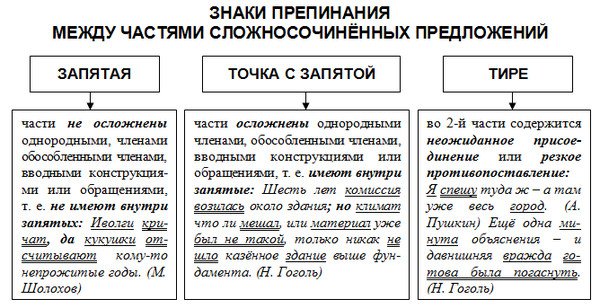 ЗНАКИ ПРЕПИНАНИЯ
МЕЖДУ ЧАСТЯМИ СЛОЖНОСОЧИНЁННЫХ ПРЕДЛОЖЕНИЙ
ЗАПЯТАЯ
части не осложнены
однородными, членами
обособленными членами,
вводными конструкция-
ми или обращениями,
т. е. не имеют внутри
запятых: Иволги кри-
чат, да кукушки от-
считывают кому-то
непрожитые годы. (М.
Шолохов)
ТОЧКА С ЗАПЯТОЙ
части осложнены однородными
членами, обособленными членами,
вводными конструкциями или
обращениями, т. е. имеют внутри
запятые: Шесть лет комиссия
возилась около здания; но климат
что ли мешал, или материал уже
был не такой, только никак не
шло казённое здание выше фун-
дамента. (Н. Гоголь)
ТИРЕ
во 2-й части содержится
неожиданное присое-
динение или резкое
противопоставление:
Я спешу туда ж – а там
уже весь город. (А.
Пушкин) Ещё одна ми-
нута объяснения – и
давнишняя вражда го-
това была погаснуть.
(Н. Гоголь)